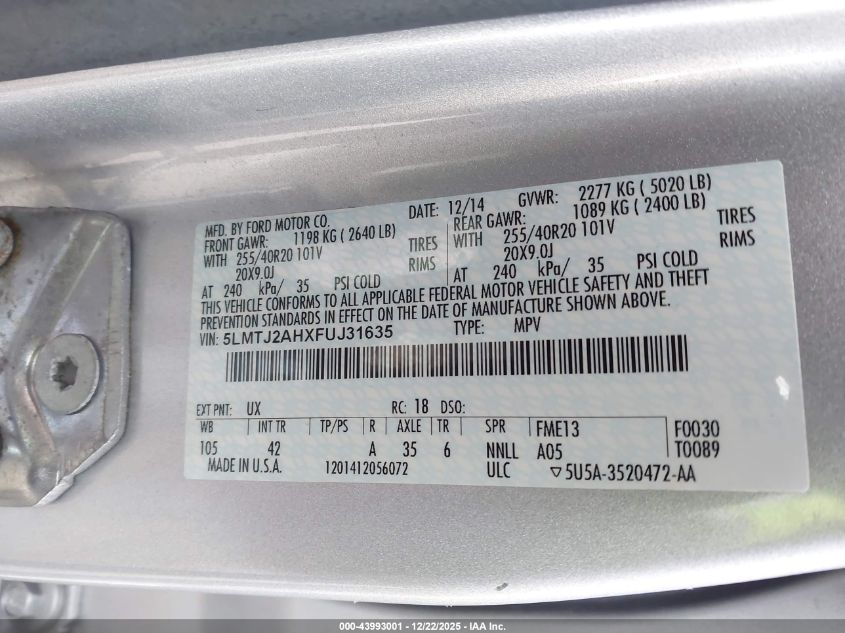 MFD. BY FORD MOTOR CO.
DATE: 12/14 GVWR: 2277 KG ( 5020 LB)
FRONT GAWR: 1198 KG ( 2640 LB) REAR GAWR: 1089 KG ( 2400 LB)
WITH 255/40R20 101V TIRES WITH 255/40R20 101V TIRES
20X9.0J RIMS 20X9.0J RIMS
AT 240 kPa/ 35 PSI COLD AT 240 kPa/ 35 PSI COLD
THIS VEHICLE CONFORMS TO ALL APPLICABLE FEDERAL MOTOR VEHICLE SAFETY AND THEFT
PREVENTION STANDARDS IN EFFECT ON THE DATE OF MANUFACTURE SHOWN ABOVE.
VIN: 5LMTJ2AHXFUJ31635 TYPE: MPV
EXT PNT: UX RC: 18 DSO:
WB INT TR TP/PS R AXLE TR SPR FME13 F0030
105 42 A 35 6 NNLL A05 T0089
MADE IN U.S.A. 1201412056072 ULC ▽5U5A-3520472-AA
000-43993001 - 12/22/2025 - IAA Inc.